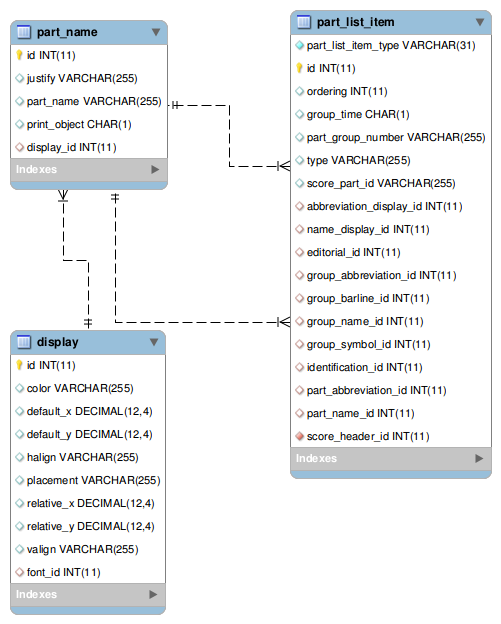 part_name
id INT(11)
justify VARCHAR(255)
part_name VARCHAR(255)
print_object CHAR(1)
display_id INT(11)
Indexes
display
id INT(11)
color VARCHAR(255)
default_x DECIMAL(12,4)
default_y DECIMAL(12,4)
halign VARCHAR(255)
placement VARCHAR(255)
relative_x DECIMAL(12,4)
relative_y DECIMAL(12,4)
valign VARCHAR(255)
font_id INT(11)
Indexes
part_list_item
part_list_item_type VARCHAR(31)
id INT(11)
ordering INT(11)
group_time CHAR(1)
part_group_number VARCHAR(255)
type VARCHAR(255)
score_part_id VARCHAR(255)
abbreviation_display_id INT(11)
name_display_id INT(11)
editorial_id INT(11)
group_abbreviation_id INT(11)
group_barline_id INT(11)
group_name_id INT(11)
group_symbol_id INT(11)
identification_id INT(11)
part_abbreviation_id INT(11)
part_name_id INT(11)
score_header_id INT(11)
Indexes